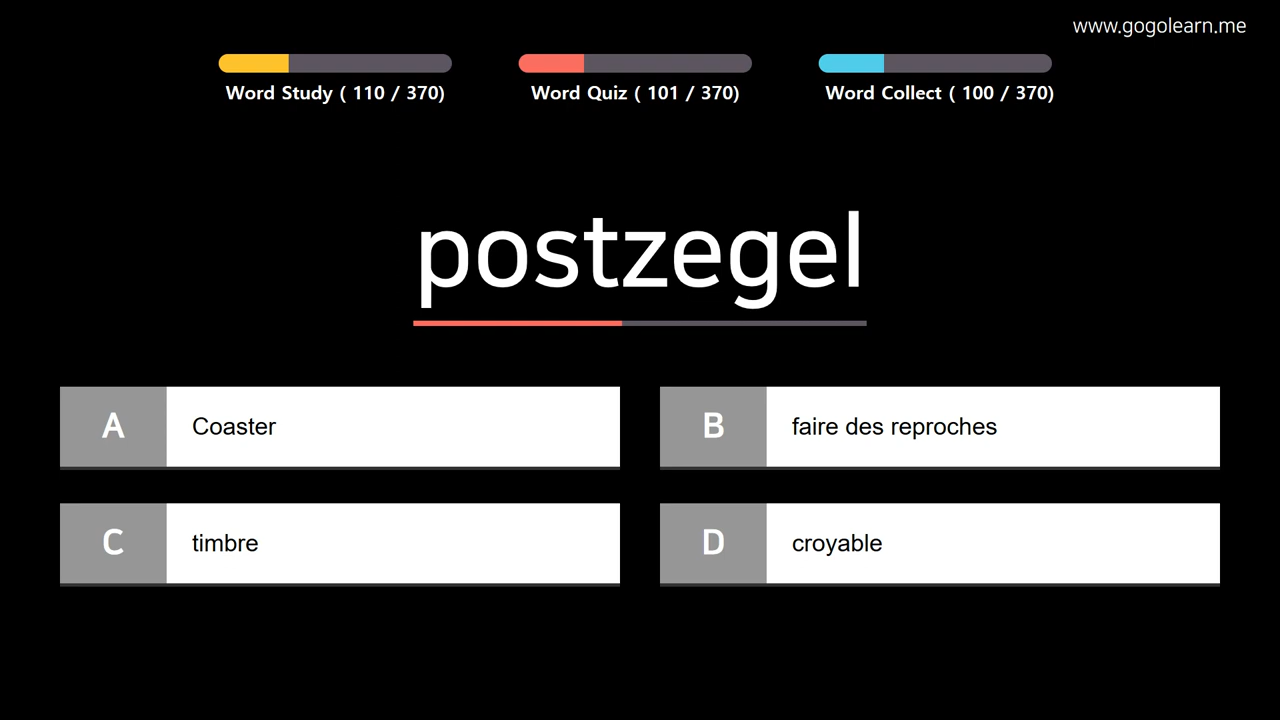 www.gogolearn.me
Word Study ( 110 / 370)
Word Quiz ( 101 / 370)
Word Collect ( 100 / 370)
postzegel
A
Coaster
B
faire des reproches
C
timbre
D
croyable